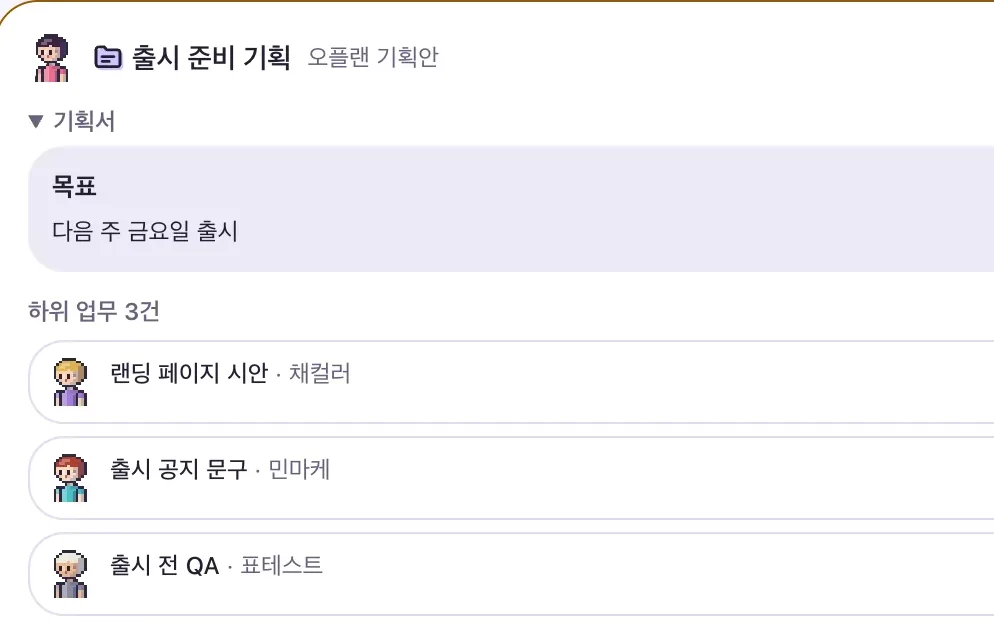 출시 준비 기획 오플랜 기획안
▼ 기획서
목표
다음 주 금요일 출시
하위 업무 3건
랜딩 페이지 시안 · 채컬러
출시 공지 문구 · 민마케
출시 전 QA · 표테스트